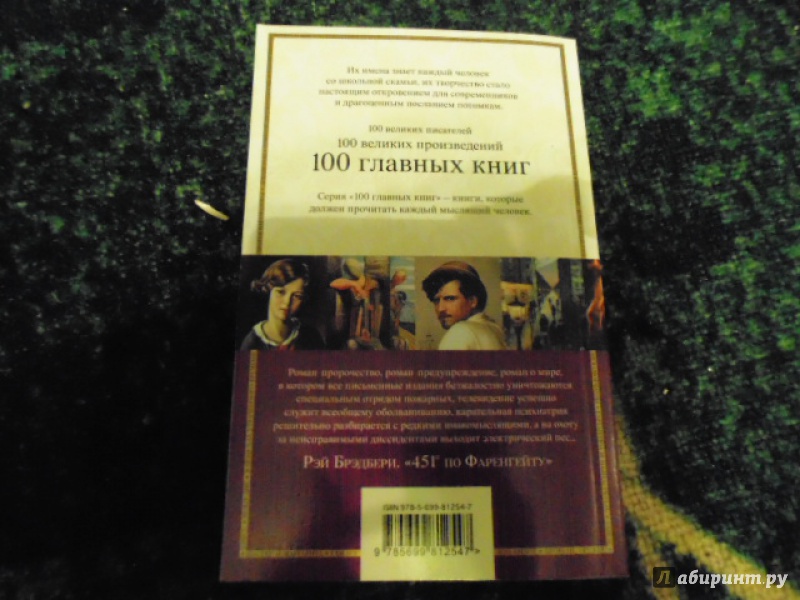 Их имена знает каждый человек
со школьной скамьи, их творчество стало
настоящим откровением для современников
и драгоценным посланием потомкам.
100 великих писателей
100 великих произведений
100 главных книг
Серия «100 главных книг» – книги, которые
должен прочитать каждый мыслящий человек.
Роман пророчество, роман предупреждение, роман о мире,
в котором все письменные издания безжалостно уничтожаются
специальным отрядом пожарных, телевидение успешно
служит всеобщему оболваниванию, карательная психиатрия
решительно разбирается с редкими инакомыслящими, а на охоту
за неисправимыми диссидентами выходит электрический пес...
Рэй Брэдбери. «451° по Фаренгейту»
ISBN 978-5-699-81254-7
9 785699 812547 >
Лабиринт.ру